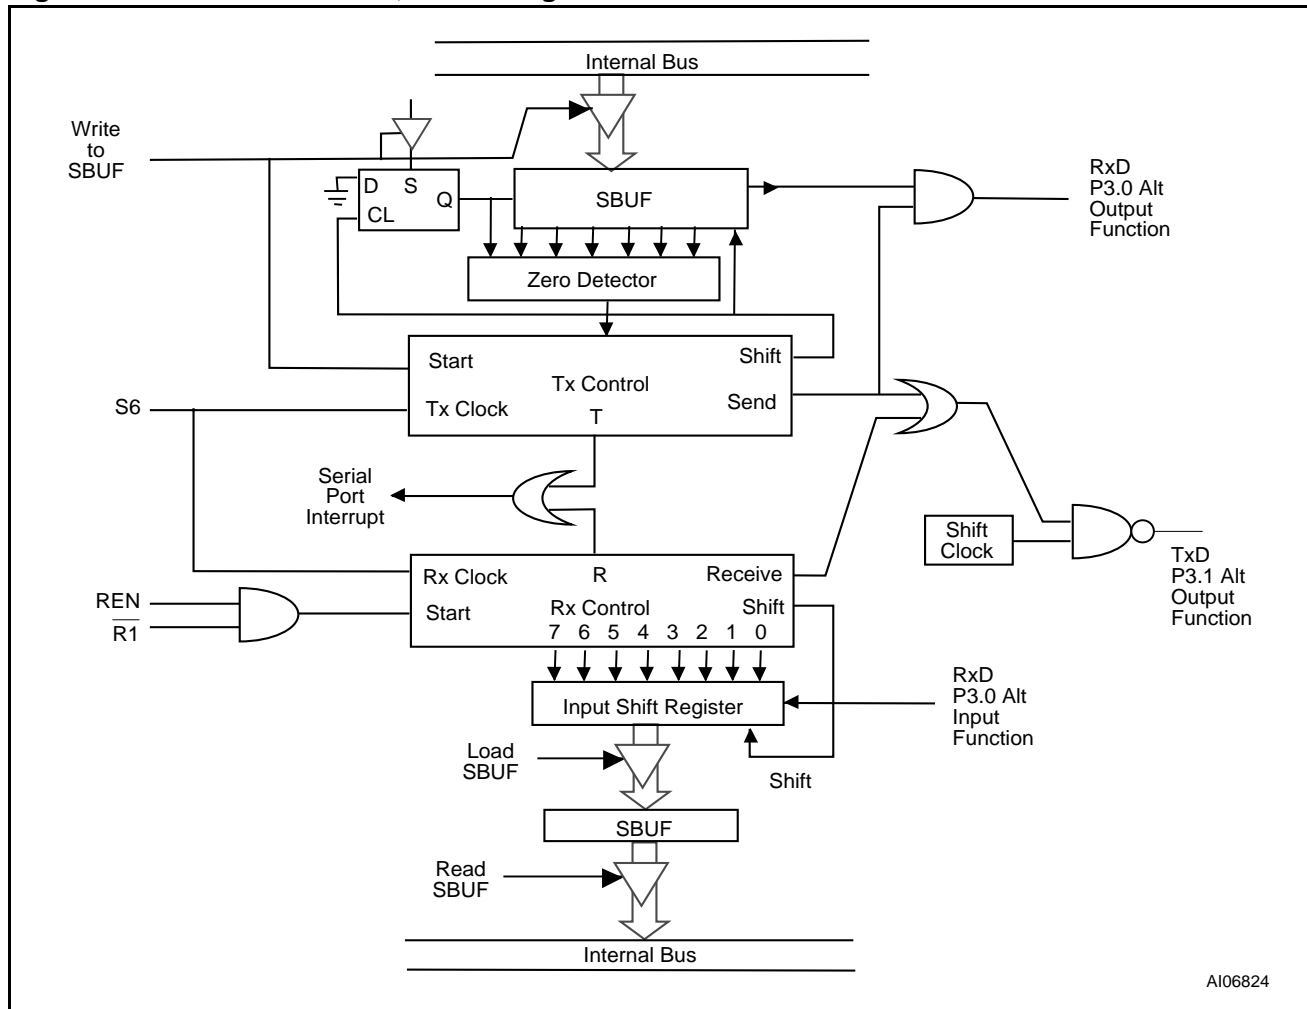 Internal Bus
Write
to
SBUF
D S
Q
CL
SBUF
RxD
P3.0 Alt
Output
Function
Zero Detector
Start
Shift
Tx Control
Send
S6
Tx Clock
T
Serial
Port
Interrupt
Shift
Clock
TxD
P3.1 Alt
Output
Function
Rx Clock
R
Receive
REN
R1
Start
Rx Control
Shift
7 6 5 4 3 2 1 0
RxD
P3.0 Alt
Input
Function
Input Shift Register
Load
SBUF
Shift
SBUF
Read
SBUF
Internal Bus
AI06824